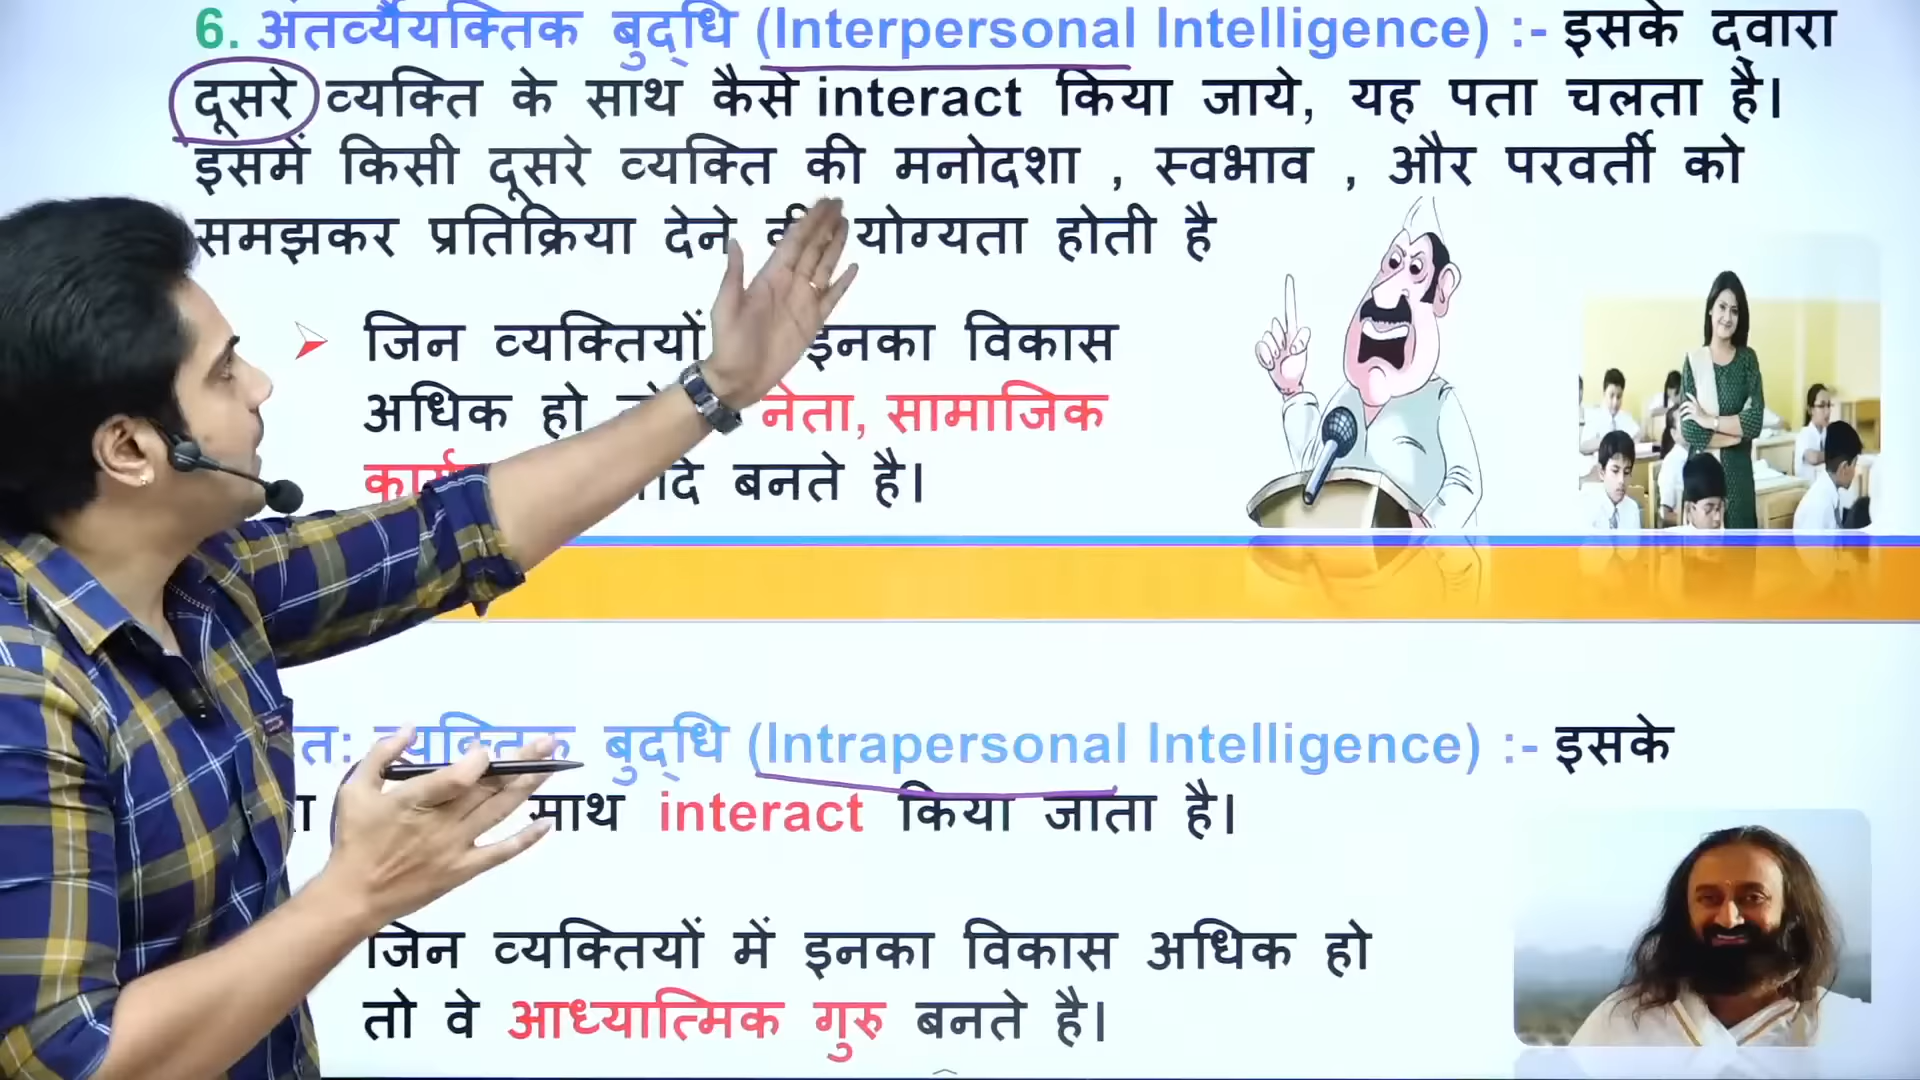 6. अंतर्व्यैयक्तिक बुद्धि (Interpersonal Intelligence) :- इसके द्वारा
दूसरे व्यक्ति के साथ कैसे interact किया जाये, यह पता चलता है।
इसमें किसी दूसरे व्यक्ति की मनोदशा , स्वभाव , और परवर्ती को
समझकर प्रतिक्रिया देने योग्यता होती है
जिन व्यक्तियों इनका विकास
अधिक हो नेता, सामाजिक
बनते है।
बुद्धि (Intrapersonal Intelligence) :- इसके
साथ interact किया जाता है।
जिन व्यक्तियों में इनका विकास अधिक हो
तो वे आध्यात्मिक गुरु बनते है।